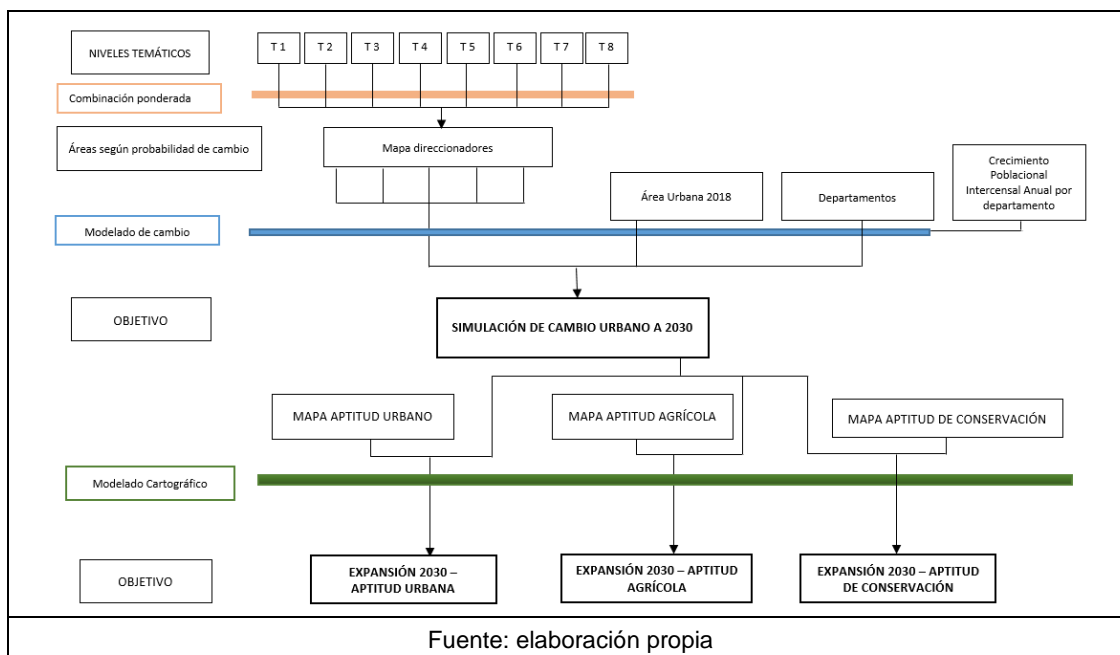 NIVELES TEMÁTICOS
T 1
T 2
T 3
T 4
T 5
T 6
T 7
T 8
Combinación ponderada
Áreas según probabilidad de cambio
Mapa direccionadores
Área Urbana 2018
Departamentos
Crecimiento
Poblacional
Intercensal Anual por
departamento
Modelado de cambio
OBJETIVO
SIMULACIÓN DE CAMBIO URBANO A 2030
MAPA APTITUD URBANO
MAPA APTITUD AGRÍCOLA
MAPA APTITUD DE CONSERVACIÓN
Modelado Cartográfico
OBJETIVO
EXPANSIÓN 2030 –
APTITUD URBANA
EXPANSIÓN 2030 – APTITUD
AGRÍCOLA
EXPANSIÓN 2030 – APTITUD
DE CONSERVACIÓN
Fuente: elaboración propia